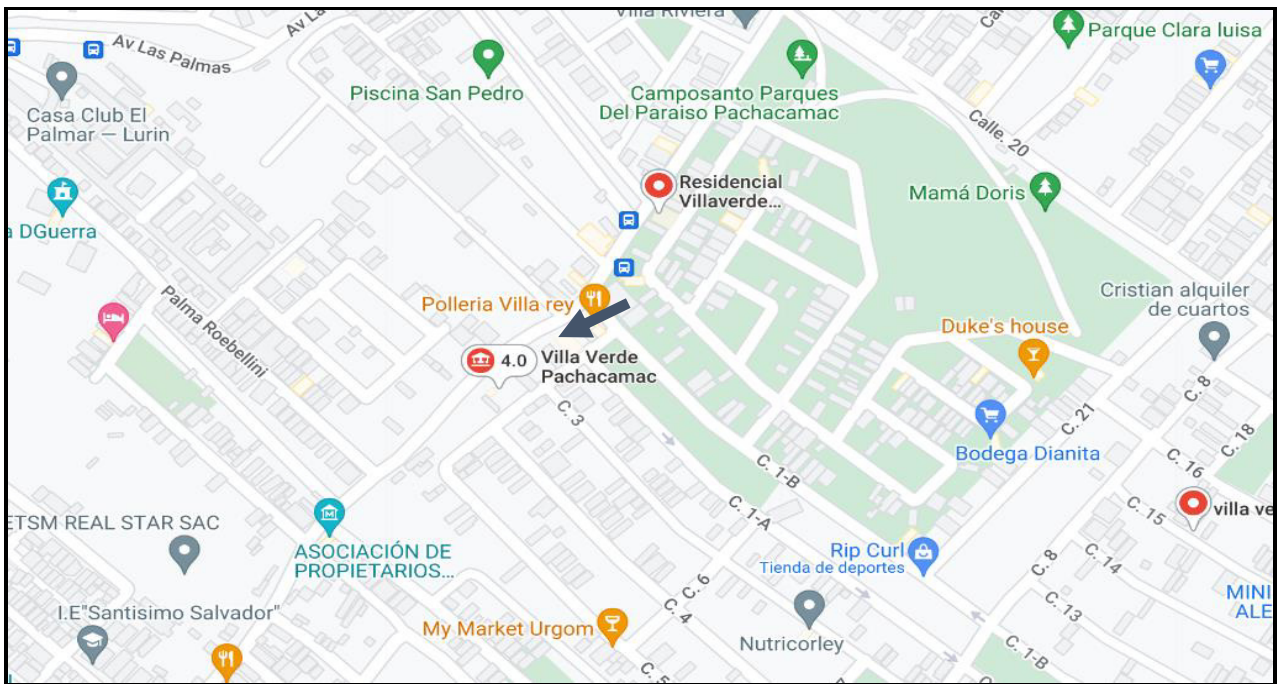 Villa Riviera
Parque Clara luisa
Av Las Palmas
Piscina San Pedro
Camposanto Parques
Del Paraiso Pachacamac
Casa Club El
Palmar — Lurin
Calle. 20
Residencial
Villaverde...
Mamá Doris
DGuerra
Palma Roebellini
Polleria Villa rey
Cristian alquiler
de cuartos
Duke's house
4.0
Villa Verde
Pachacamac
C. 8
C. 3
C. 21
C. 18
Bodega Dianita
C. 16
C. 1-B
C. 15
villa ve
C. 1-A
ETSM REAL STAR SAC
ASOCIACIÓN DE
PROPIETARIOS...
Rip Curl
Tienda de deportes
C. 8
C. 14
C. 6
C. 4
MINI
ALE
C. 13
I.E"Santisimo Salvador"
My Market Urgom
Nutricorley
C. 1-B
C. 5